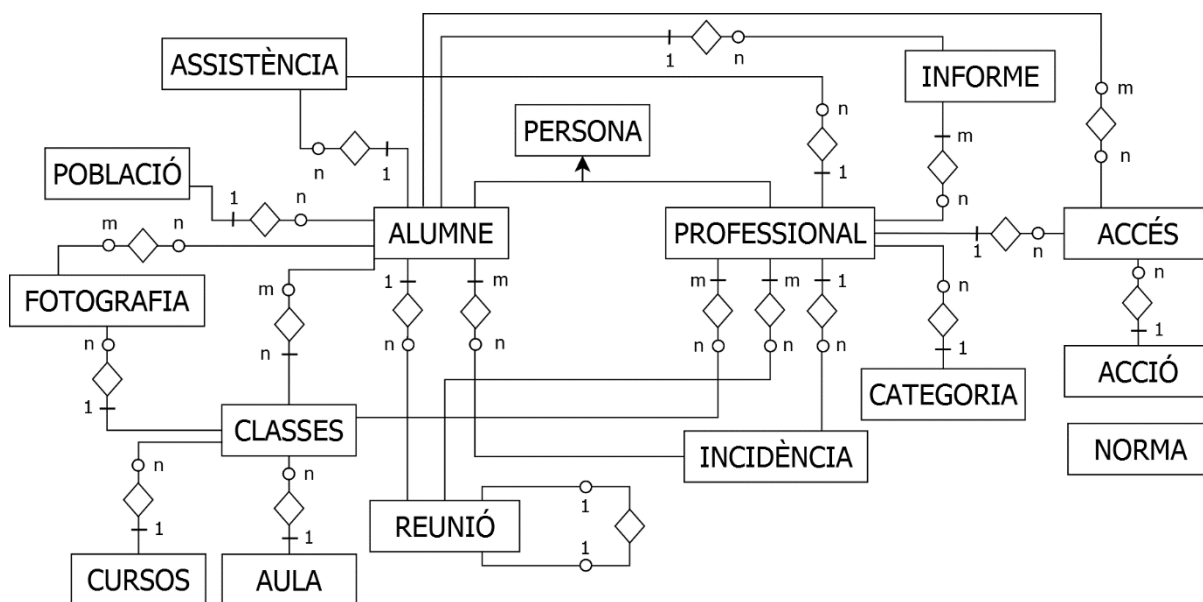 1 n
m
ASSISTÈNCIA
INFORME
n
PERSONA
m
n
n 1
1
n
POBLACIÓ
1 n
n
m n
ALUMNE
PROFESSIONAL
ACCÉS
1 n
FOTOGRAFIA
m
1
m
m
m
1
n
n
n
n
n
n
n
n
n
1
1
1
CLASSES
CATEGORIA
ACCIÓ
n
n
INCIDÈNCIA
NORMA
1
1
1
REUNIÓ
1
CURSOS
AULA